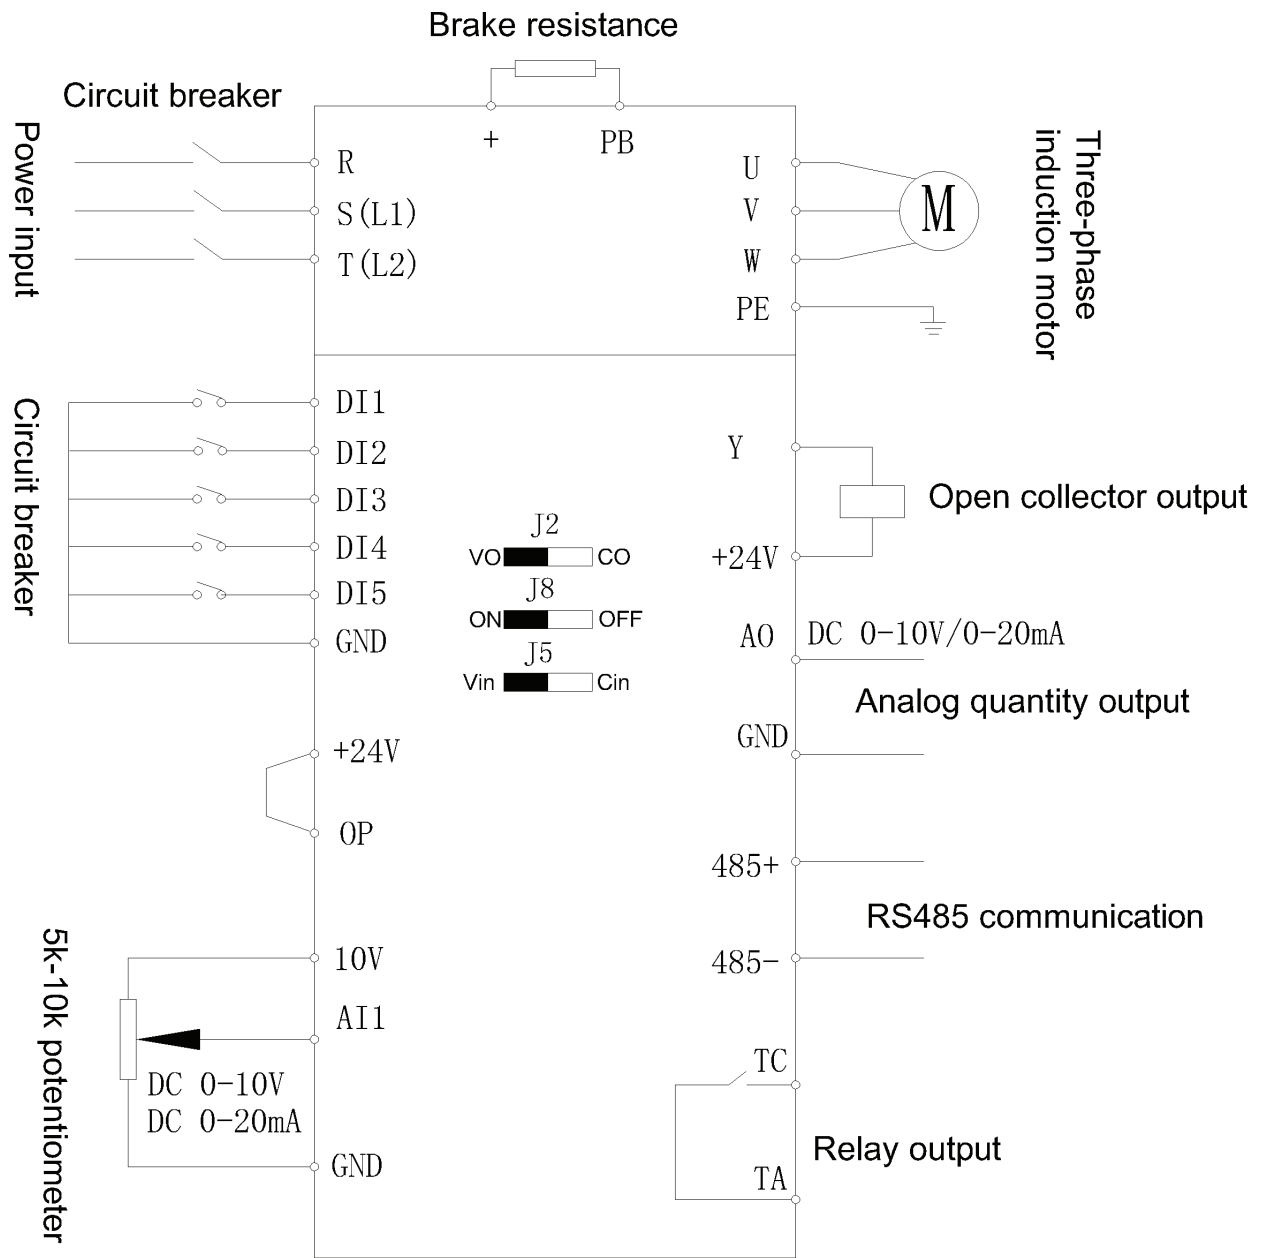 Brake resistance
Circuit breaker
Power input
+
PB
R
S(L1)
T(L2)
U
V
W
PE
M
Three-phase
induction motor
Circuit breaker
DI1
DI2
DI3
DI4
DI5
GND
J2
VO
CO
J8
ON
OFF
J5
Vin
Cin
Y
+24V
Open collector output
AO
DC 0-10V/0-20mA
Analog quantity output
GND
+24V
OP
485+
RS485 communication
485-
5k-10k potentiometer
10V
AI1
DC 0-10V
DC 0-20mA
GND
TC
Relay output
TA